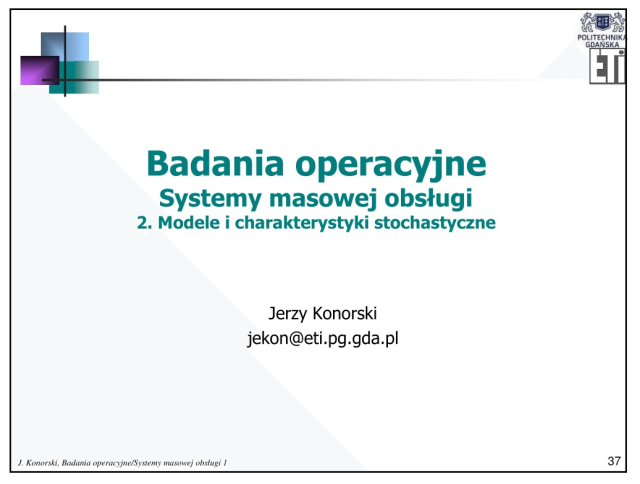 POLITECHNIKA
GDAŃSKA
ETI
Badania operacyjne
Systemy masowej obsługi
2. Modele i charakterystyki stochastyczne
Jerzy Konorski
jekon@eti.pg.gda.pl
J. Konorski, Badania operacyjne/Systemy masowej obsługi 1
37